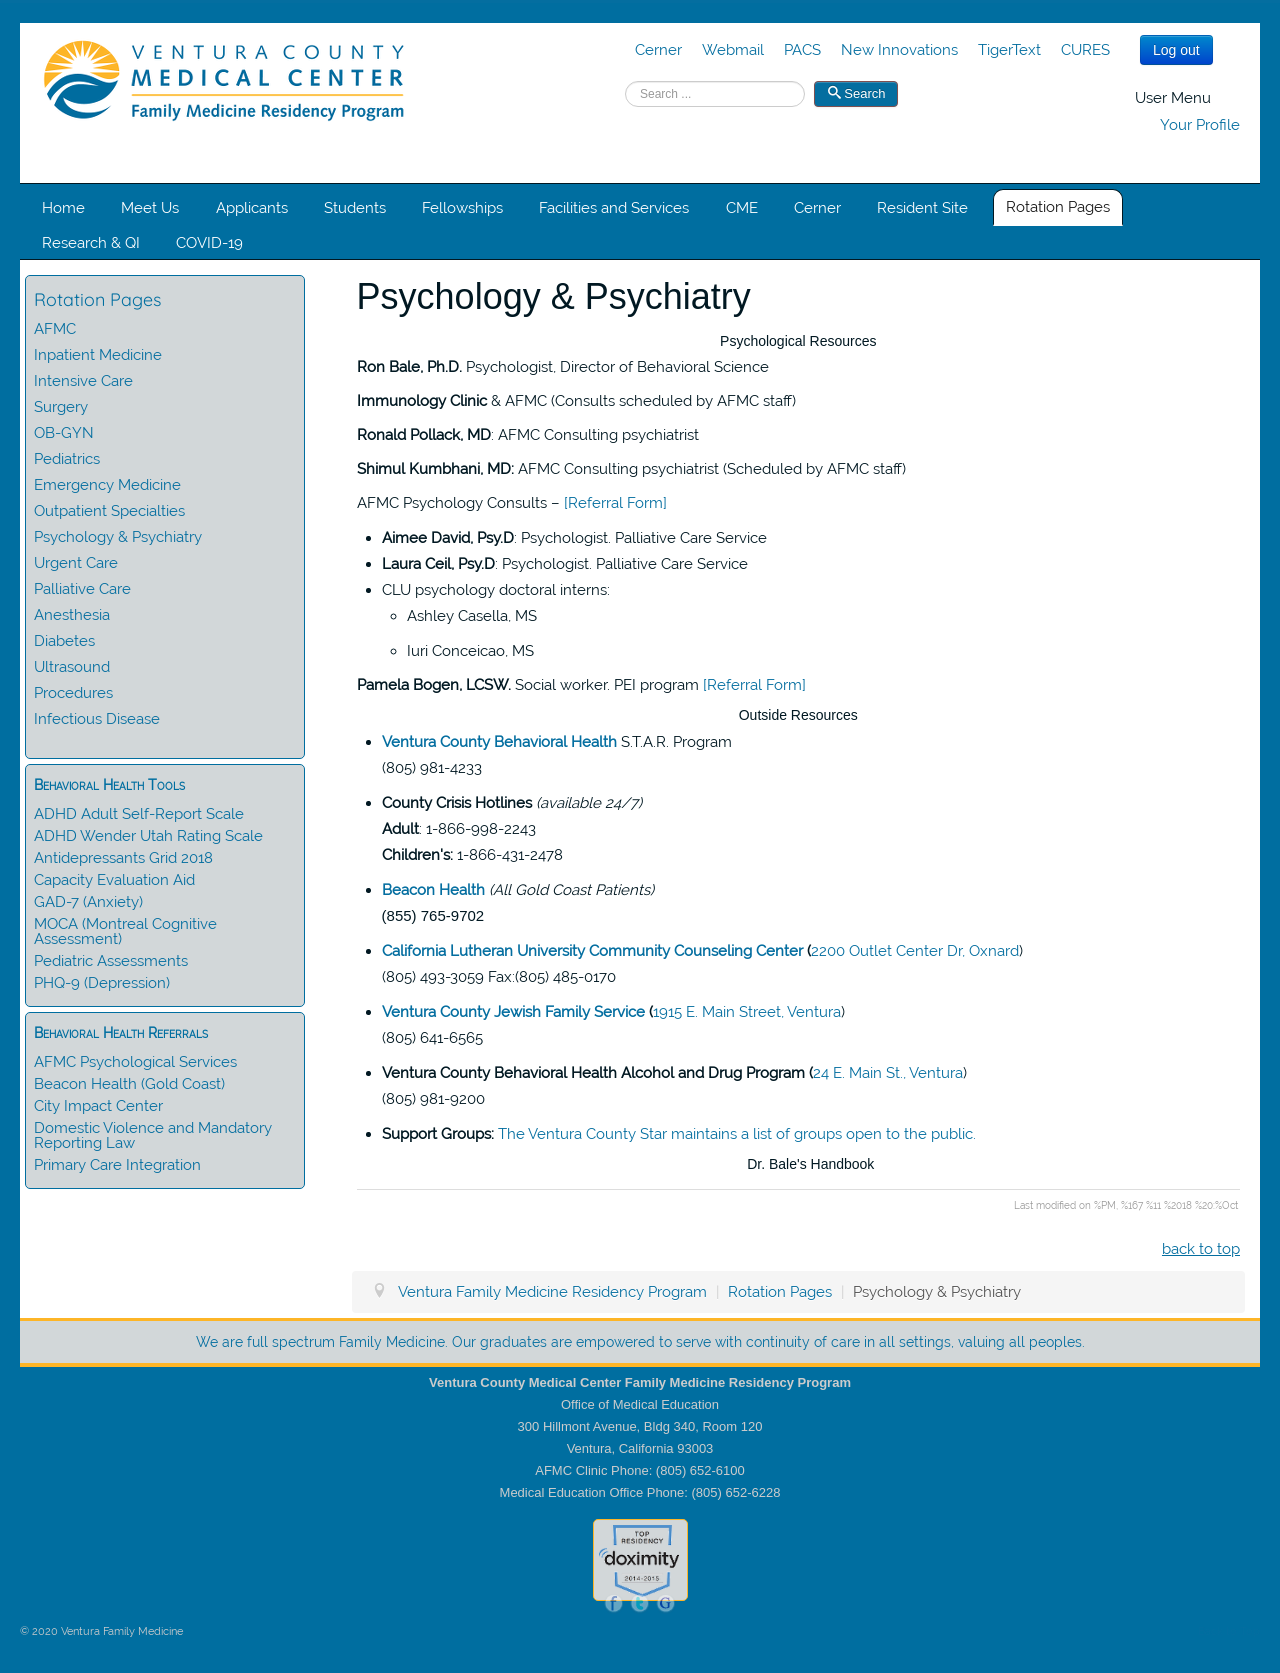 VENTURA COUNTY
MEDICAL CENTER
Family Medicine Residency Program
Cerner Webmail PACS New Innovations TigerText CURES Log out
Search ... Search
User Menu
Your Profile
Home Meet Us Applicants Students Fellowships Facilities and Services CME Cerner Resident Site Rotation Pages
Research & QI COVID-19
Rotation Pages
AFMC
Inpatient Medicine
Intensive Care
Surgery
OB-GYN
Pediatrics
Emergency Medicine
Outpatient Specialties
Psychology & Psychiatry
Urgent Care
Palliative Care
Anesthesia
Diabetes
Ultrasound
Procedures
Infectious Disease
Behavioral Health Tools
ADHD Adult Self-Report Scale
ADHD Wender Utah Rating Scale
Antidepressants Grid 2018
Capacity Evaluation Aid
GAD-7 (Anxiety)
MOCA (Montreal Cognitive
Assessment)
Pediatric Assessments
PHQ-9 (Depression)
Behavioral Health Referrals
AFMC Psychological Services
Beacon Health (Gold Coast)
City Impact Center
Domestic Violence and Mandatory
Reporting Law
Primary Care Integration
Psychology & Psychiatry
Psychological Resources
Ron Bale, Ph.D. Psychologist, Director of Behavioral Science
Immunology Clinic & AFMC (Consults scheduled by AFMC staff)
Ronald Pollack, MD: AFMC Consulting psychiatrist
Shimul Kumbhani, MD: AFMC Consulting psychiatrist (Scheduled by AFMC staff)
AFMC Psychology Consults – [Referral Form]
• Aimee David, Psy.D: Psychologist. Palliative Care Service
• Laura Ceil, Psy.D: Psychologist. Palliative Care Service
• CLU psychology doctoral interns:
◦ Ashley Casella, MS
◦ Iuri Conceicao, MS
Pamela Bogen, LCSW. Social worker. PEI program [Referral Form]
Outside Resources
• Ventura County Behavioral Health S.T.A.R. Program
(805) 981-4233
• County Crisis Hotlines (available 24/7)
Adult: 1-866-998-2243
Children's: 1-866-431-2478
• Beacon Health (All Gold Coast Patients)
(855) 765-9702
• California Lutheran University Community Counseling Center (2200 Outlet Center Dr, Oxnard)
(805) 493-3059 Fax:(805) 485-0170
• Ventura County Jewish Family Service (1915 E. Main Street, Ventura)
(805) 641-6565
• Ventura County Behavioral Health Alcohol and Drug Program (24 E. Main St., Ventura)
(805) 981-9200
• Support Groups: The Ventura County Star maintains a list of groups open to the public.
Dr. Bale's Handbook
Last modified on %PM, %167 %11 %2018 %20:%Oct
back to top
Ventura Family Medicine Residency Program | Rotation Pages | Psychology & Psychiatry
We are full spectrum Family Medicine. Our graduates are empowered to serve with continuity of care in all settings, valuing all peoples.
Ventura County Medical Center Family Medicine Residency Program
Office of Medical Education
300 Hillmont Avenue, Bldg 340, Room 120
Ventura, California 93003
AFMC Clinic Phone: (805) 652-6100
Medical Education Office Phone: (805) 652-6228
TOP
RESIDENCY
doximity
2014-2015
f t G
© 2020 Ventura Family Medicine